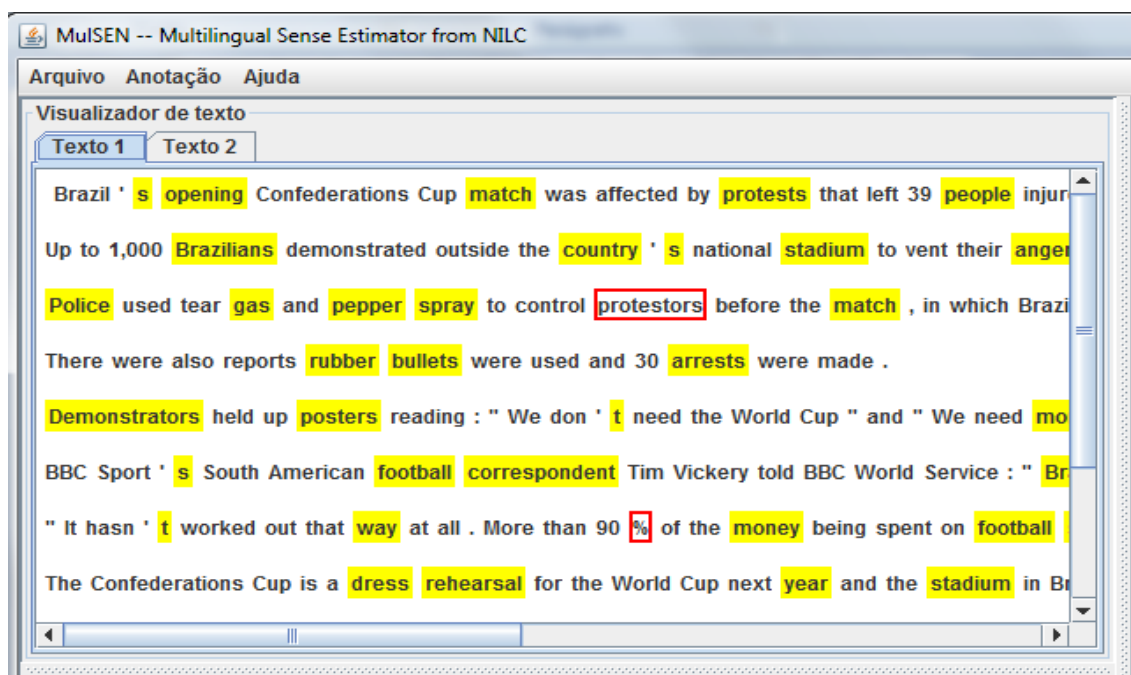 MulSEN -- Multilingual Sense Estimator from NILC
Arquivo Anotação Ajuda
Visualizador de texto
Texto 1 Texto 2
Brazil ' s opening Confederations Cup match was affected by protests that left 39 people
Up to 1,000 Brazilians demonstrated outside the country ' s national stadium to vent their anger
Police used tear gas and pepper spray to control protestors before the match , in which Brazi
There were also reports rubber bullets were used and 30 arrests were made .
Demonstrators held up posters reading : " We don ' t need the World Cup " and " We need mo
BBC Sport ' s South American football correspondent Tim Vickery told BBC World Service : " Br
" It hasn ' t worked out that way at all . More than 90 % of the money being spent on football
The Confederations Cup is a dress rehearsal for the World Cup next year and the stadium in Br